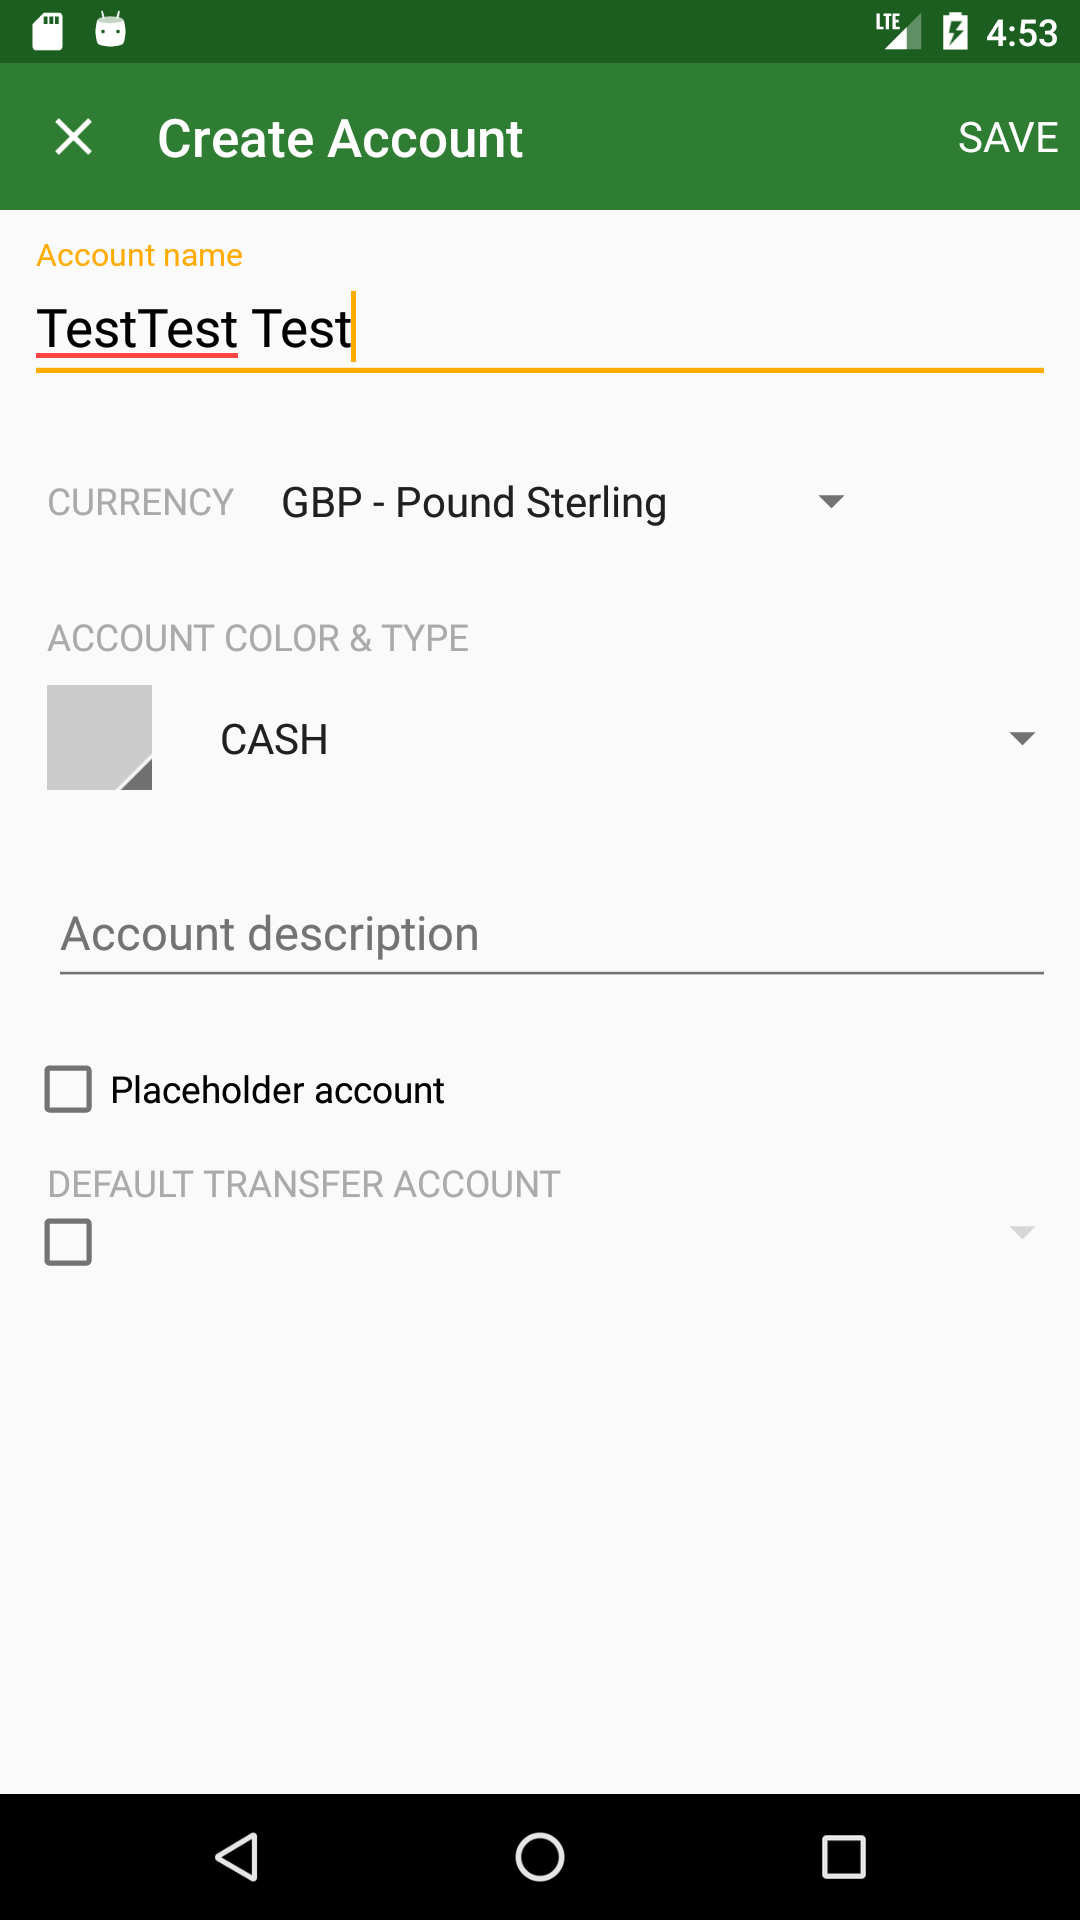 LTE 4:53
Create Account SAVE
Account name
TestTest Test
CURRENCY GBP - Pound Sterling
ACCOUNT COLOR & TYPE
CASH
Account description
Placeholder account
DEFAULT TRANSFER ACCOUNT